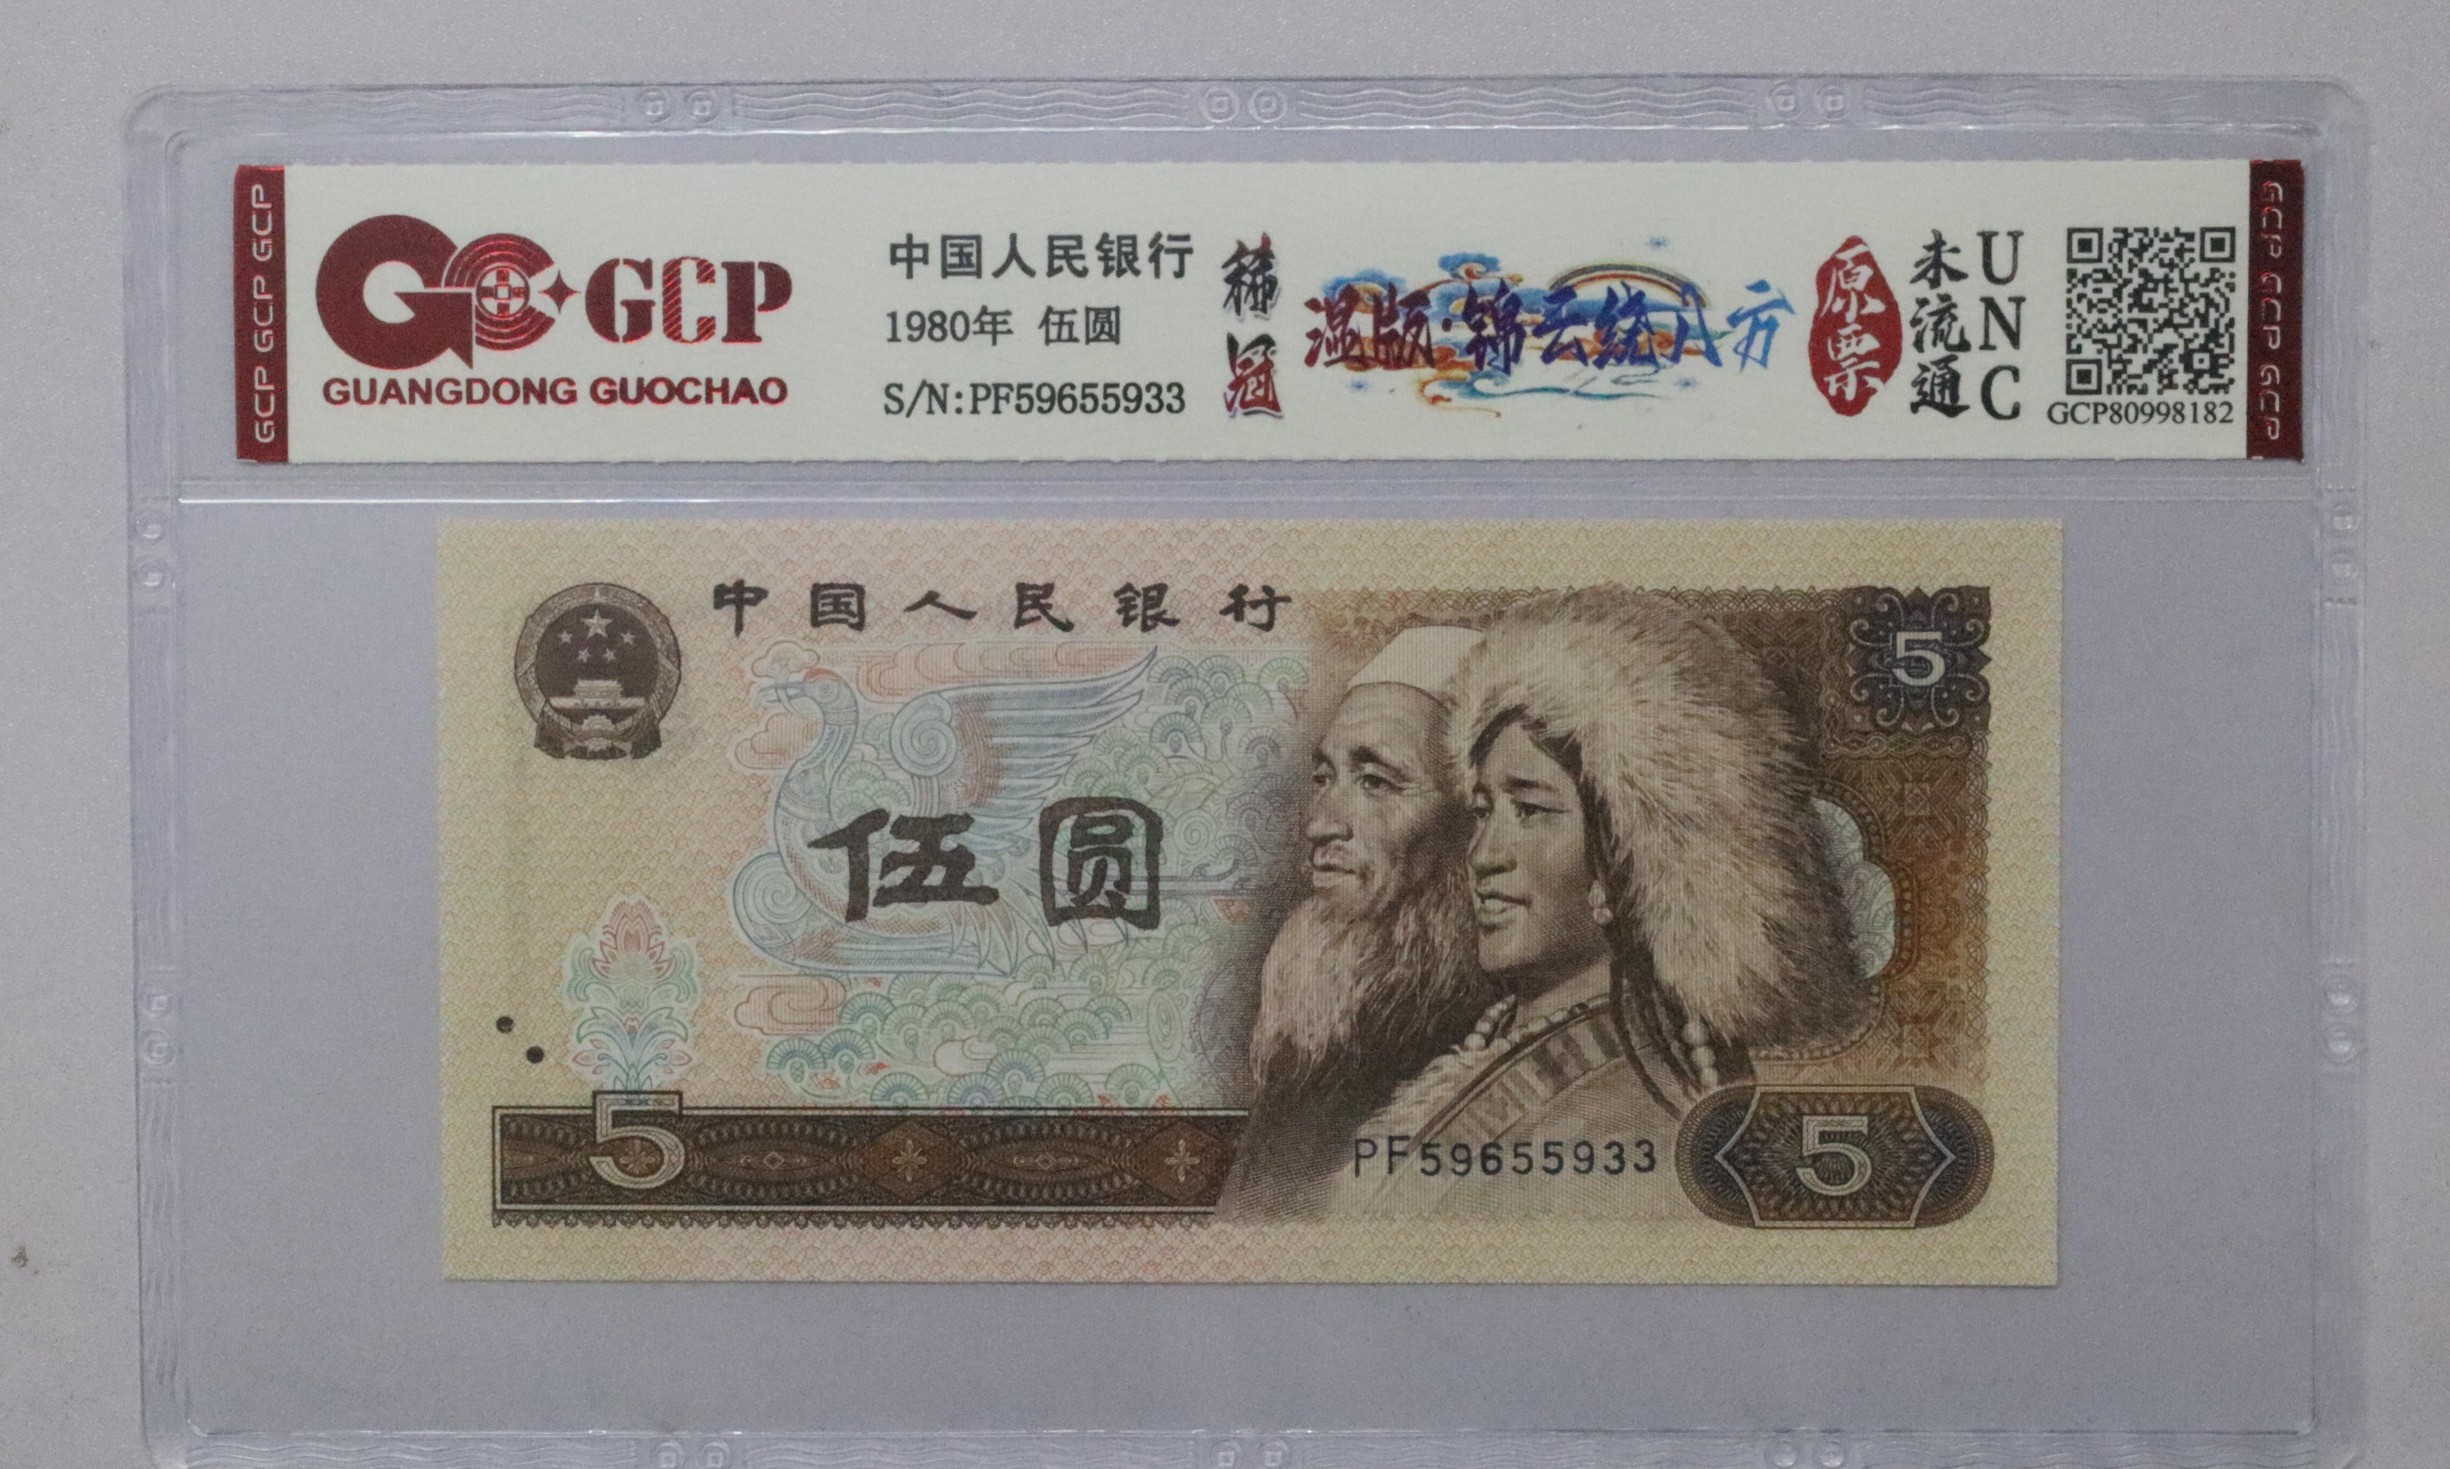 GCP GCP GCP
GCP
GUANGDONG GUOCHAO
中国人民银行
1980年 伍圆
S/N:PF59655933
稀冠
温版·锦云绕八方
原票
未流通
UNC
GCP80998182
GCP GCP GCP
中国人民银行
5
伍圆
5
PF59655933
5